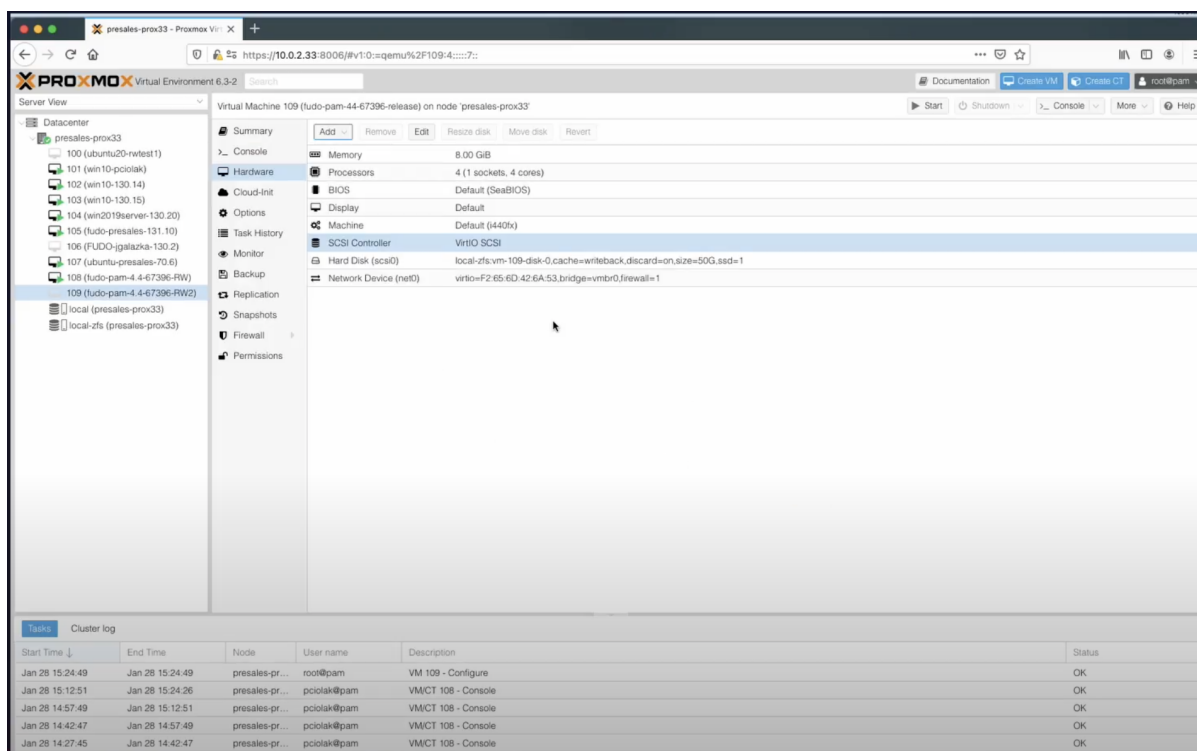 presales-prox33 - Proxmox Vir
https://10.0.2.33:8006/#v1:0:=qemu%2F109:4:::::7::
PROXMOX Virtual Environment 6.3-2 Search
Documentation Create VM Create CT root@pam
Server View
Virtual Machine 109 (fudo-pam-44-67396-release) on node 'presales-prox33'
Start Shutdown Console More Help
Datacenter
presales-prox33
100 (ubuntu20-rwtest1)
101 (win10-pciolak)
102 (win10-130.14)
103 (win10-130.15)
104 (win2019server-130.20)
105 (fudo-presales-131.10)
106 (FUDO-jgalazka-130.2)
107 (ubuntu-presales-70.6)
108 (fudo-pam-4.4-67396-RW)
109 (fudo-pam-4.4-67396-RW2)
local (presales-prox33)
local-zfs (presales-prox33)
Summary
Console
Hardware
Cloud-Init
Options
Task History
Monitor
Backup
Replication
Snapshots
Firewall
Permissions
Add Remove Edit Resize disk Move disk Revert
Memory 8.00 GiB
Processors 4 (1 sockets, 4 cores)
BIOS Default (SeaBIOS)
Display Default
Machine Default (i440fx)
SCSI Controller VirtIO SCSI
Hard Disk (scsi0) local-zfs:vm-109-disk-0,cache=writeback,discard=on,size=50G,ssd=1
Network Device (net0) virtio=F2:65:6D:42:6A:53,bridge=vmbr0,firewall=1
Tasks Cluster log
Start Time End Time Node User name Description Status
Jan 28 15:24:49 Jan 28 15:24:49 presales-pr... root@pam VM 109 - Configure OK
Jan 28 15:12:51 Jan 28 15:24:26 presales-pr... pciolak@pam VM/CT 108 - Console OK
Jan 28 14:57:49 Jan 28 15:12:51 presales-pr... pciolak@pam VM/CT 108 - Console OK
Jan 28 14:42:47 Jan 28 14:57:49 presales-pr... pciolak@pam VM/CT 108 - Console OK
Jan 28 14:27:45 Jan 28 14:42:47 presales-pr... pciolak@pam VM/CT 108 - Console OK